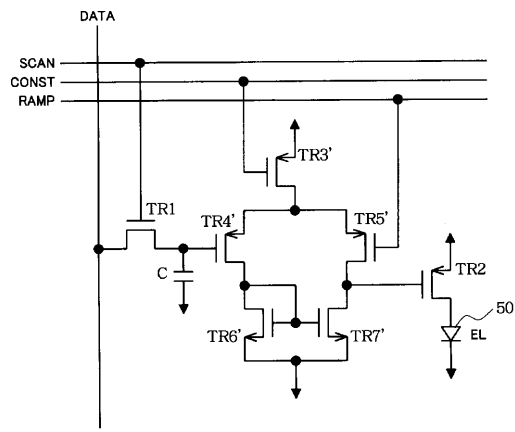 DATA
SCAN
CONST
RAMP
TR3'
TR1
TR4'
TR5'
TR2
C
50
TR6'
TR7'
EL